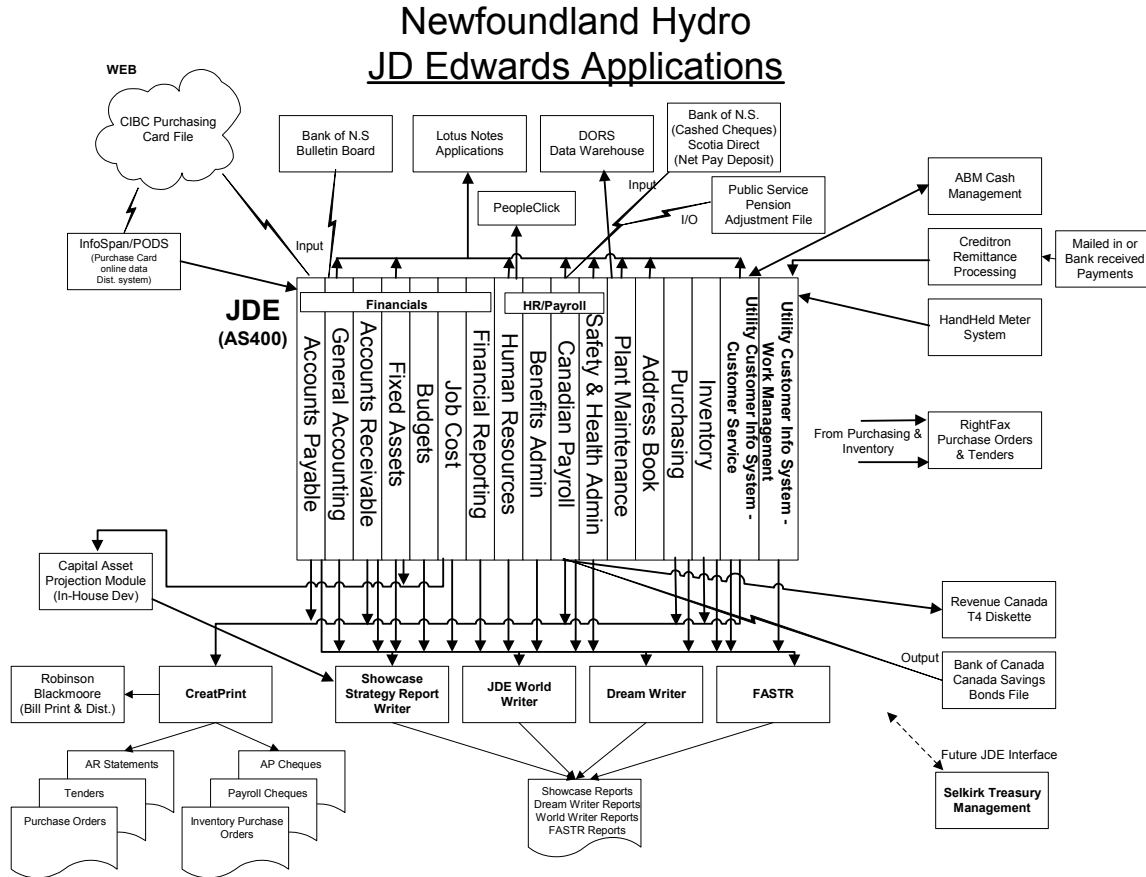 Newfoundland Hydro
JD Edwards Applications
WEB
CIBC Purchasing
Card File
Bank of N.S
Bulletin Board
Lotus Notes
Applications
DORS
Data Warehouse
Bank of N.S.
(Cashed Cheques)
Scotia Direct
(Net Pay Deposit)
Input
PeopleClick
I/O
Public Service
Pension
Adjustment File
ABM Cash
Management
InfoSpan/PODS
(Purchase Card
online data
Dist. system)
Input
Creditron
Remittance
Processing
Mailed in or
Bank received
Payments
JDE
(AS400)
Financials
HR/Payroll
HandHeld Meter
System
Accounts Payable
General Accounting
Accounts Receivable
Fixed Assets
Budgelts
Job Cost
Financial Reporting
Human Resources
Benefits Admin
Canadian Payroll
Safety & Health Admin
Plant Maintenance
Address Book
Purchasing
Inventory
Utility Customer Info System -
Customer Service
Utility Customer Info System -
Work Management
From Purchasing &
Inventory
RightFax
Purchase Orders
& Tenders
Capital Asset
Projection Module
(In-House Dev)
Revenue Canada
T4 Diskette
Output
Bank of Canada
Canada Savings
Bonds File
Robinson
Blackmoore
(Bill Print & Dist.)
CreatPrint
Showcase
Strategy Report
Writer
JDE World
Writer
Dream Writer
FASTR
Future JDE Interface
Selkirk Treasury
Management
AR Statements
Tenders
Purchase Orders
AP Cheques
Payroll Cheques
Inventory Purchase
Orders
Showcase Reports
Dream Writer Reports
World Writer Reports
FASTR Reports